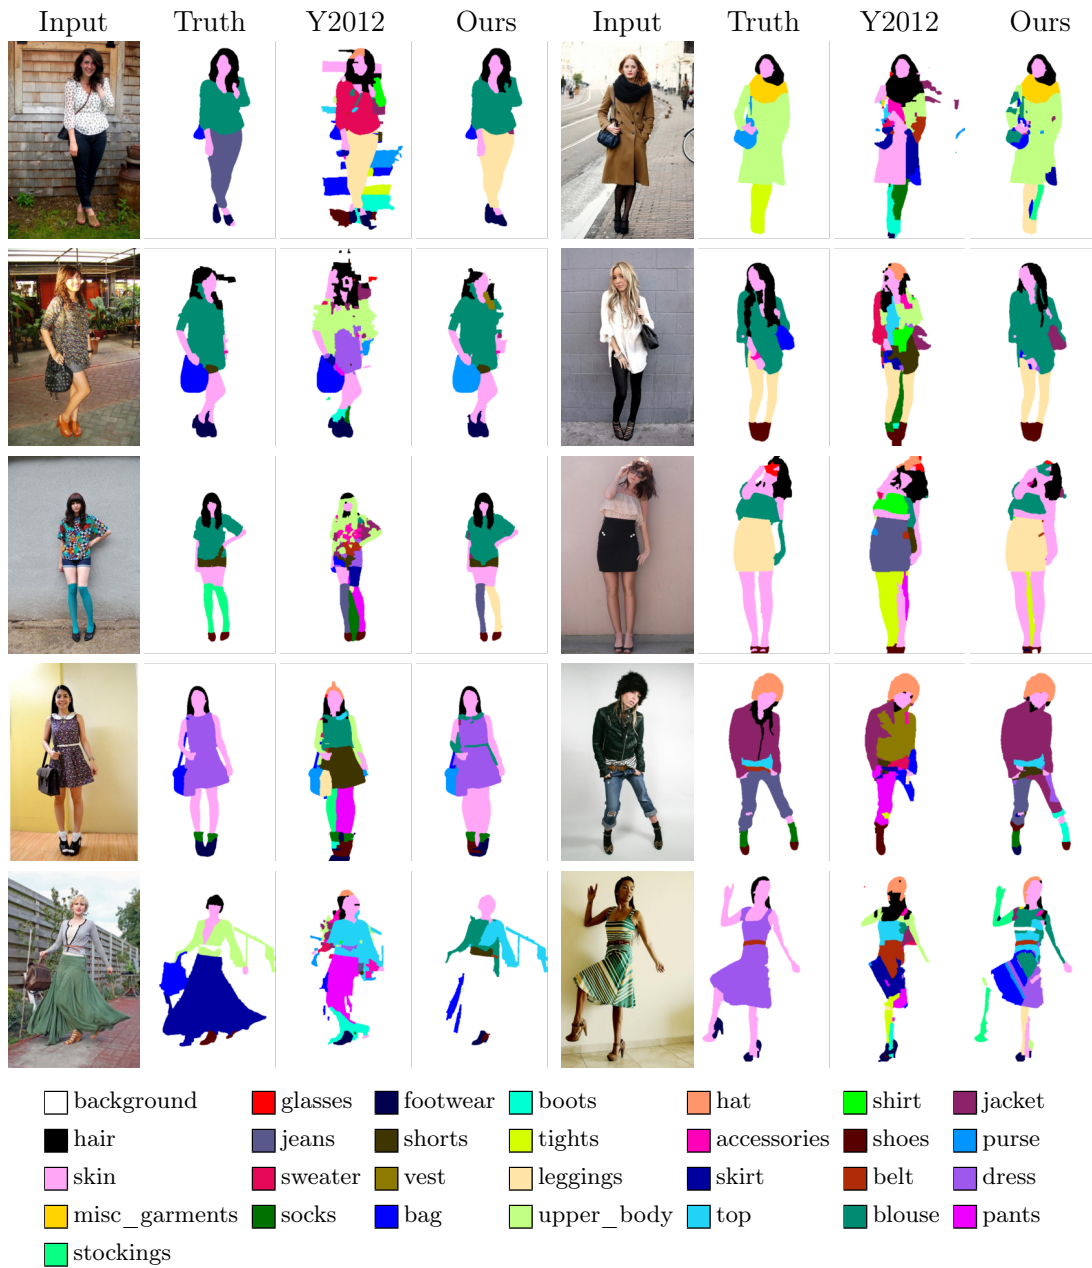 Input Truth Y2012 Ours Input Truth Y2012 Ours
background glasses footwear boots hat shirt jacket
hair jeans shorts tights accessories shoes purse
skin sweater vest leggings skirt belt dress
misc_garments socks bag upper_body top blouse pants
stockings